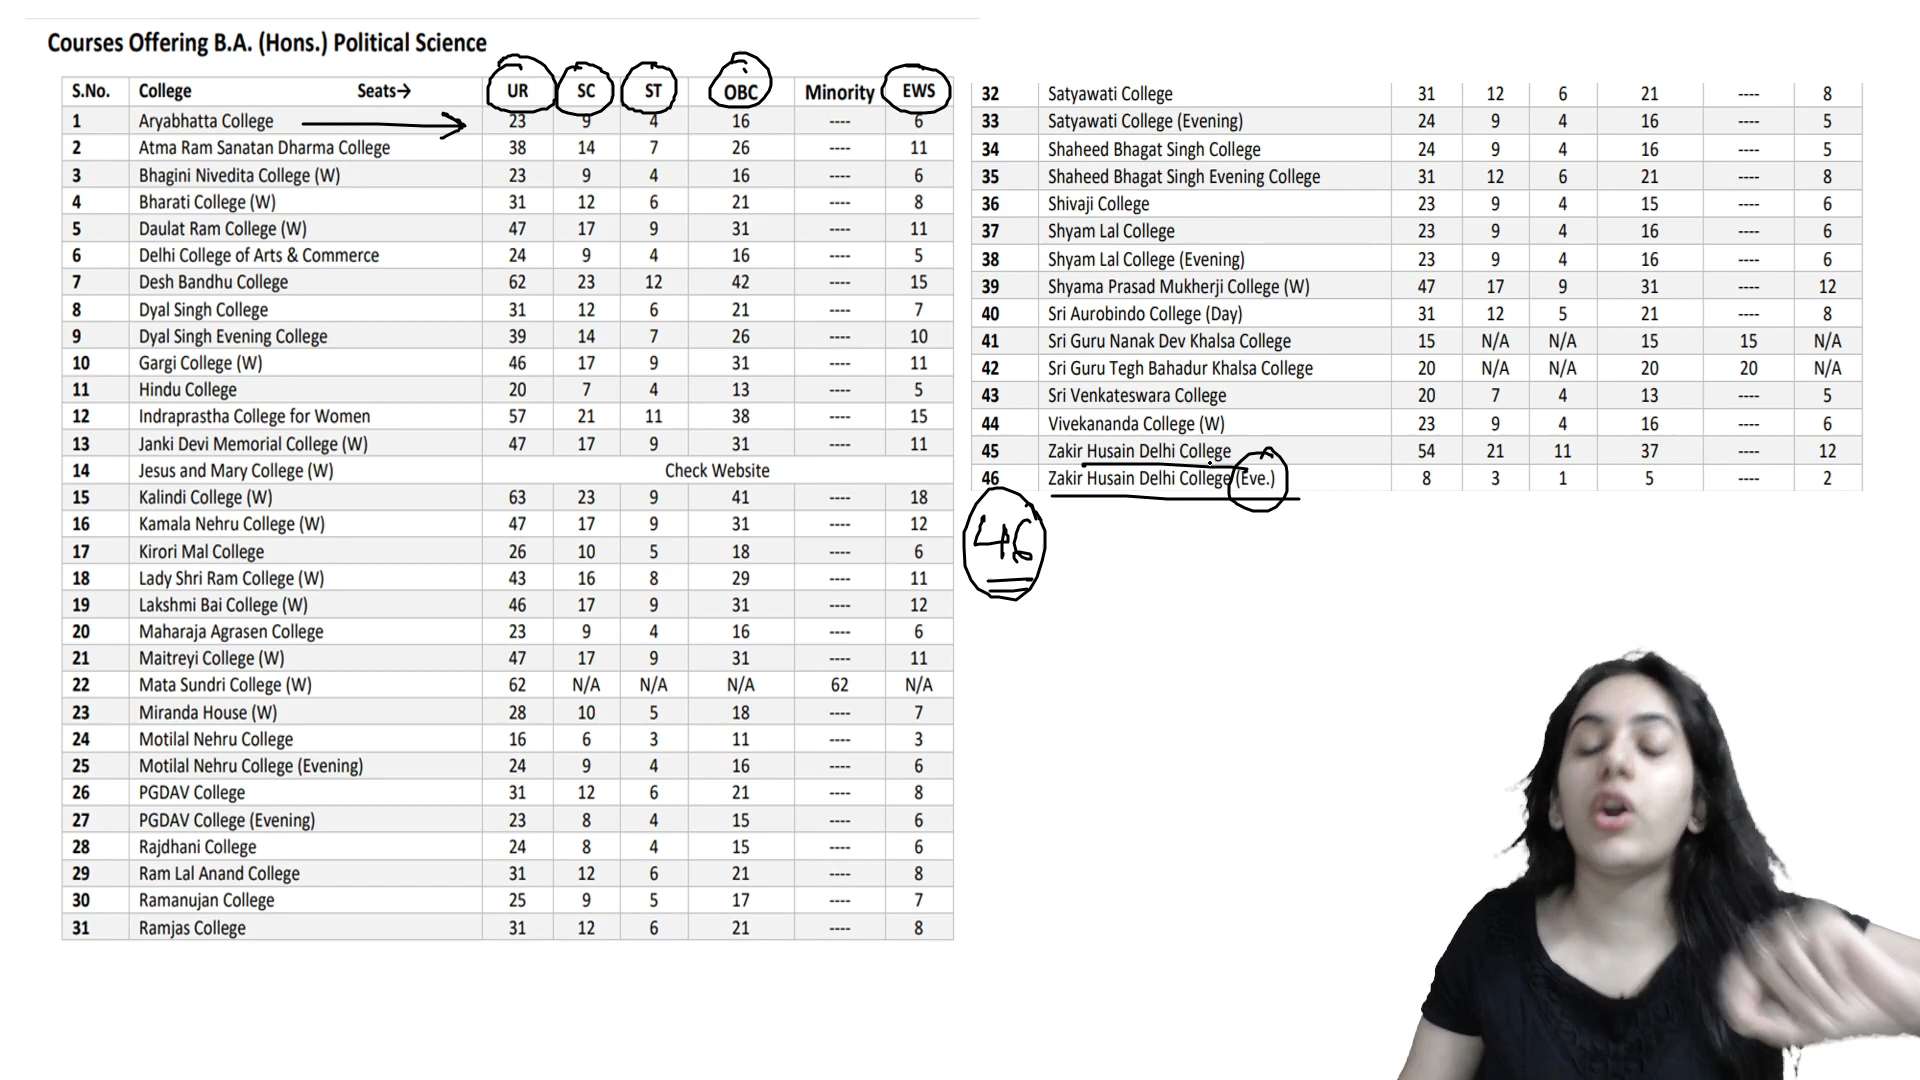 Courses Offering B.A. (Hons.) Political Science
S.No. College Seats→ UR SC ST OBC Minority EWS
1 Aryabhatta College 23 9 4 16 ---- 6
2 Atma Ram Sanatan Dharma College 38 14 7 26 ---- 11
3 Bhagini Nivedita College (W) 23 9 4 16 ---- 6
4 Bharati College (W) 31 12 6 21 ---- 8
5 Daulat Ram College (W) 47 17 9 31 ---- 11
6 Delhi College of Arts & Commerce 24 9 4 16 ---- 5
7 Desh Bandhu College 62 23 12 42 ---- 15
8 Dyal Singh College 31 12 6 21 ---- 7
9 Dyal Singh Evening College 39 14 7 26 ---- 10
10 Gargi College (W) 46 17 9 31 ---- 11
11 Hindu College 20 7 4 13 ---- 5
12 Indraprastha College for Women 57 21 11 38 ---- 15
13 Janki Devi Memorial College (W) 47 17 9 31 ---- 11
14 Jesus and Mary College (W) Check Website
15 Kalindi College (W) 63 23 9 41 ---- 18
16 Kamala Nehru College (W) 47 17 9 31 ---- 12
17 Kirori Mal College 26 10 5 18 ---- 6
18 Lady Shri Ram College (W) 43 16 8 29 ---- 11
19 Lakshmi Bai College (W) 46 17 9 31 ---- 12
20 Maharaja Agrasen College 23 9 4 16 ---- 6
21 Maitreyi College (W) 47 17 9 31 ---- 11
22 Mata Sundri College (W) 62 N/A N/A N/A 62 N/A
23 Miranda House (W) 28 10 5 18 ---- 7
24 Motilal Nehru College 16 6 3 11 ---- 3
25 Motilal Nehru College (Evening) 24 9 4 16 ---- 6
26 PGDAV College 31 12 6 21 ---- 8
27 PGDAV College (Evening) 23 8 4 15 ---- 6
28 Rajdhani College 24 8 4 15 ---- 6
29 Ram Lal Anand College 31 12 6 21 ---- 8
30 Ramanujan College 25 9 5 17 ---- 7
31 Ramjas College 31 12 6 21 ---- 8
32 Satyawati College 31 12 6 21 ---- 8
33 Satyawati College (Evening) 24 9 4 16 ---- 5
34 Shaheed Bhagat Singh College 24 9 4 16 ---- 5
35 Shaheed Bhagat Singh Evening College 31 12 6 21 ---- 8
36 Shivaji College 23 9 4 15 ---- 6
37 Shyam Lal College 23 9 4 16 ---- 6
38 Shyam Lal College (Evening) 23 9 4 16 ---- 6
39 Shyama Prasad Mukherji College (W) 47 17 9 31 ---- 12
40 Sri Aurobindo College (Day) 31 12 5 21 ---- 8
41 Sri Guru Nanak Dev Khalsa College 15 N/A N/A 15 15 N/A
42 Sri Guru Tegh Bahadur Khalsa College 20 N/A N/A 20 20 N/A
43 Sri Venkateswara College 20 7 4 13 ---- 5
44 Vivekananda College (W) 23 9 4 16 ---- 6
45 Zakir Husain Delhi College 54 21 11 37 ---- 12
46 Zakir Husain Delhi College (Eve.) 8 3 1 5 ---- 2
46